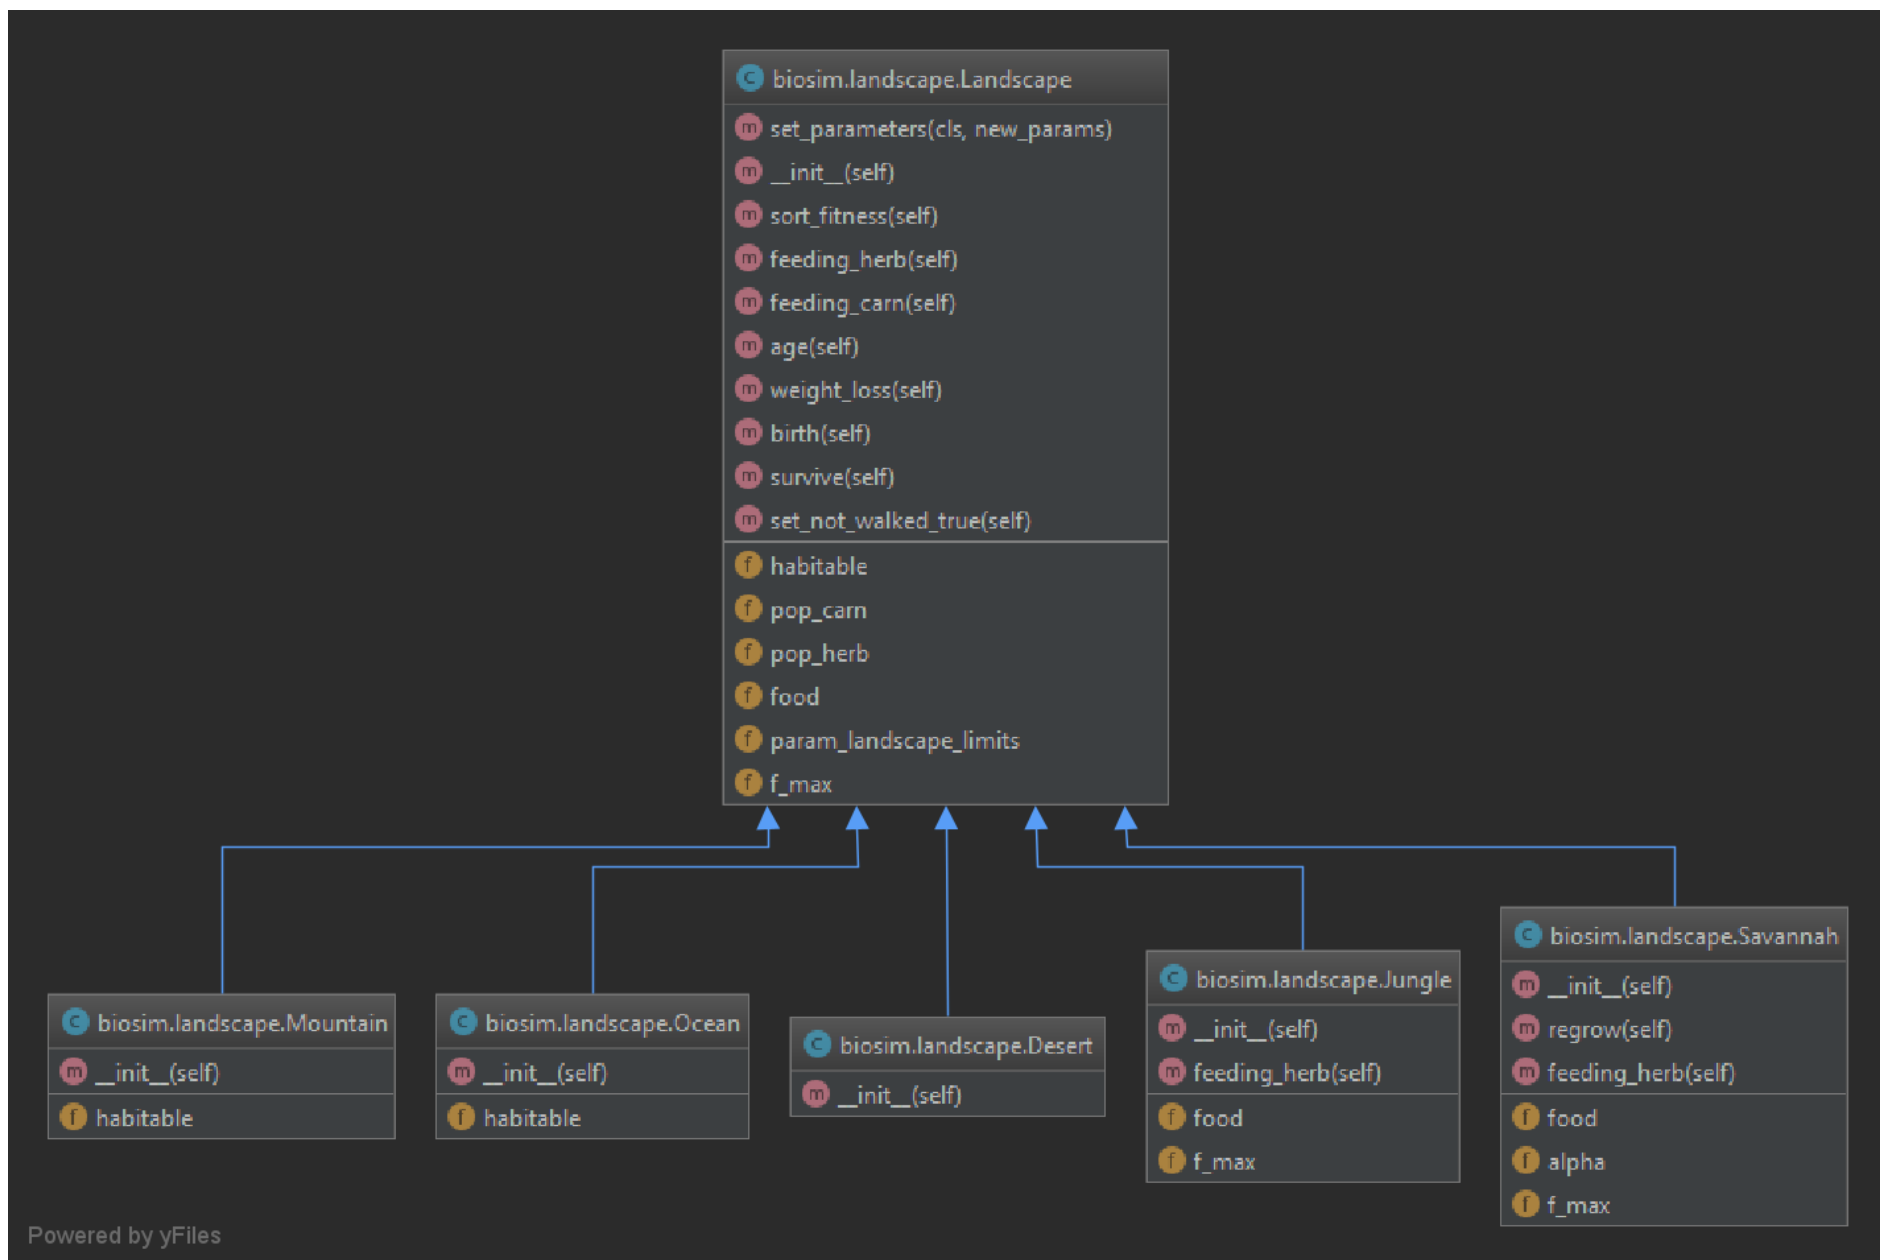 biosim.landscape.Landscape
set_parameters(cls, new_params)
__init__(self)
sort_fitness(self)
feeding_herb(self)
feeding_carn(self)
age(self)
weight_loss(self)
birth(self)
survive(self)
set_not_walked_true(self)
habitable
pop_carn
pop_herb
food
param_landscape_limits
f_max
biosim.landscape.Mountain
__init__(self)
habitable
biosim.landscape.Ocean
__init__(self)
habitable
biosim.landscape.Desert
__init__(self)
biosim.landscape.Jungle
__init__(self)
feeding_herb(self)
food
f_max
biosim.landscape.Savannah
__init__(self)
regrow(self)
feeding_herb(self)
food
alpha
f_max
Powered by yFiles